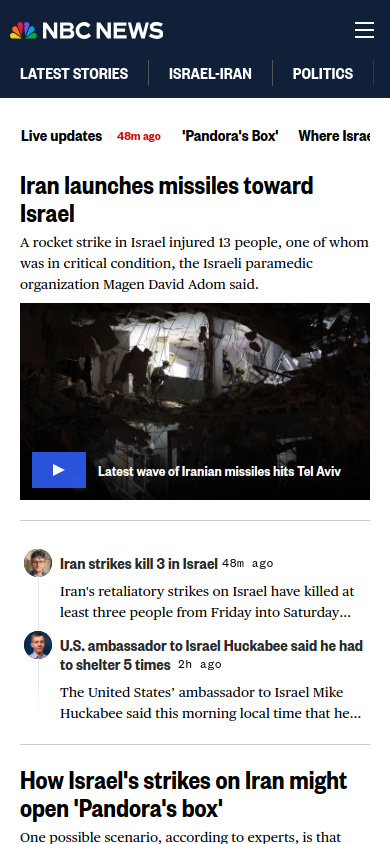 NBC NEWS
LATEST STORIES
ISRAEL-IRAN
POLITICS
Live updates 48m ago 'Pandora's Box' Where
Iran launches missiles toward
Israel
A rocket strike in Israel injured 13 people, one of whom
was in critical condition, the Israeli paramedic
organization Magen David Adom said.
Latest wave of Iranian missiles hits Tel Aviv
Iran strikes kill 3 in Israel 48m ago
Iran's retaliatory strikes on Israel have killed at
least three people from Friday into Saturday...
U.S. ambassador to Israel Huckabee said he had
to shelter 5 times 2h ago
The United States’ ambassador to Israel Mike
Huckabee said this morning local time that he...
How Israel's strikes on Iran might
open 'Pandora's box'
One possible scenario, according to experts, is that